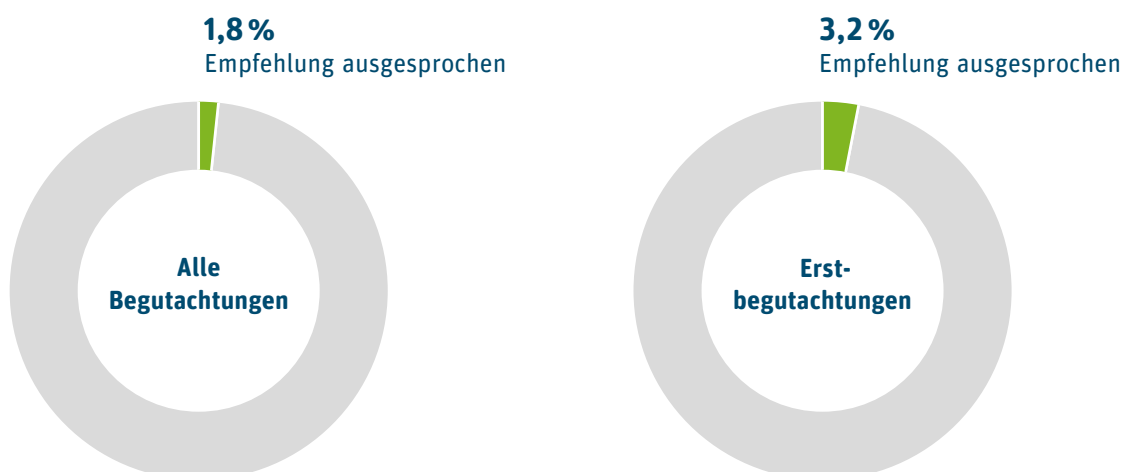 1,8 %
Empfehlung ausgesprochen
Alle
Begutachtungen
3,2 %
Empfehlung ausgesprochen
Erst-
begutachtungen